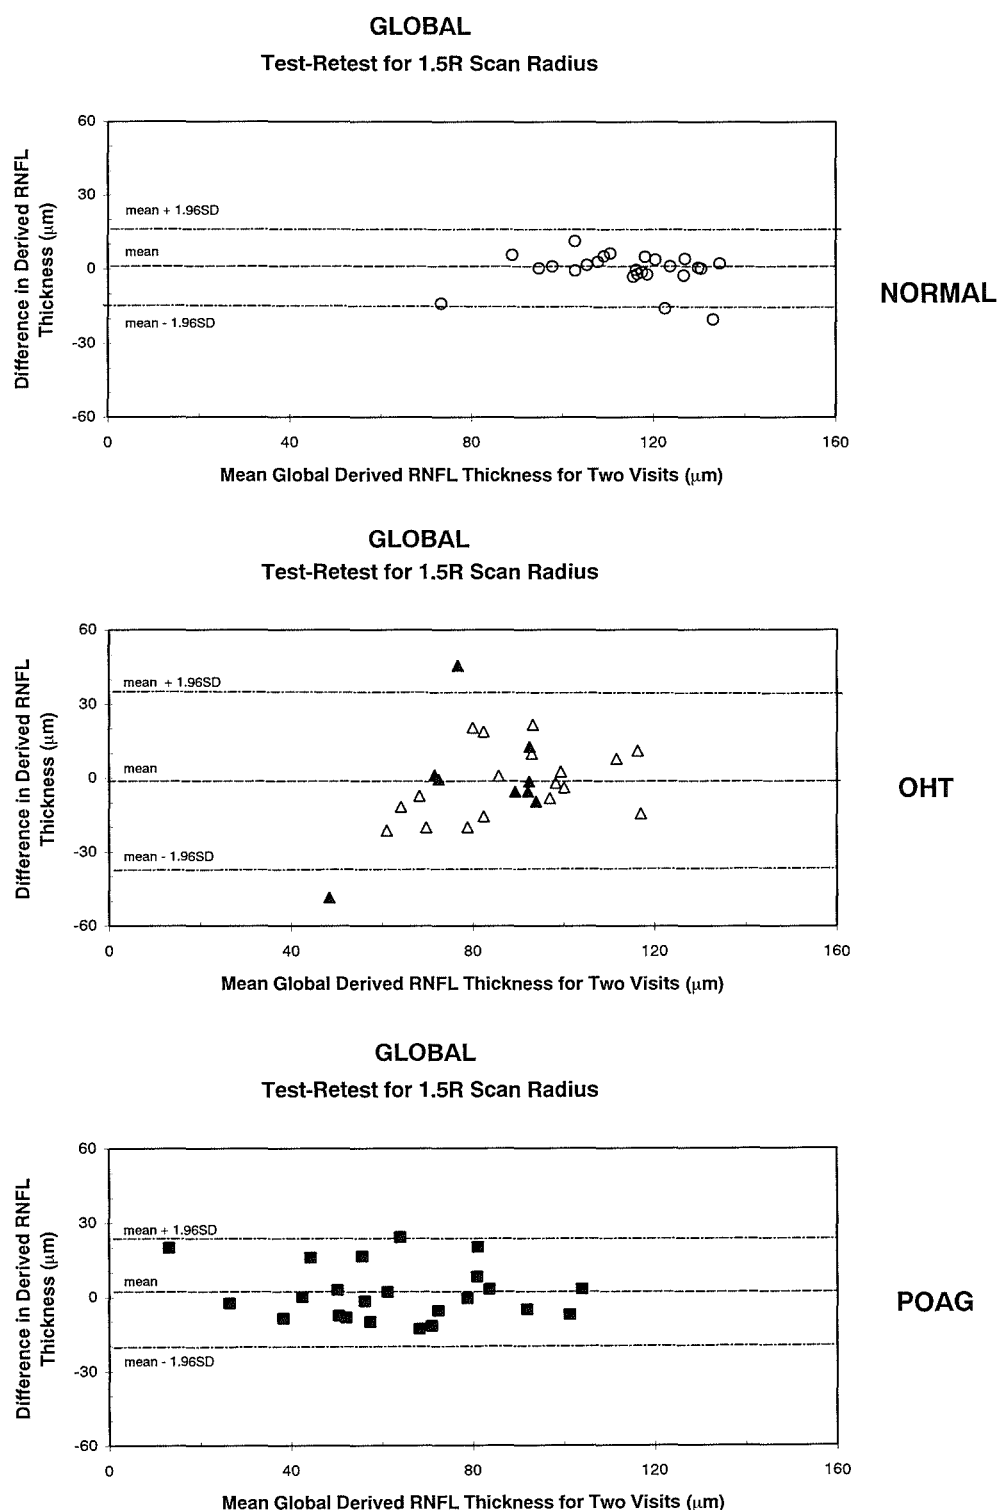 GLOBAL
Test-Retest for 1.5R Scan Radius
Difference in Derived RNFL
Thickness (μm)
60
30
0
-30
-60
mean + 1.96SD
mean
mean - 1.96SD
0 40 80 120 160
Mean Global Derived RNFL Thickness for Two Visits (μm)
NORMAL
GLOBAL
Test-Retest for 1.5R Scan Radius
Difference in Derived RNFL
Thickness (μm)
60
30
0
-30
-60
mean + 1.96SD
mean
mean - 1.96SD
0 40 80 120 160
Mean Global Derived RNFL Thickness for Two Visits (μm)
OHT
GLOBAL
Test-Retest for 1.5R Scan Radius
Difference in Derived RNFL
Thickness (μm)
60
30
0
-30
-60
mean + 1.96SD
mean
mean - 1.96SD
0 40 80 120 160
Mean Global Derived RNFL Thickness for Two Visits (μm)
POAG